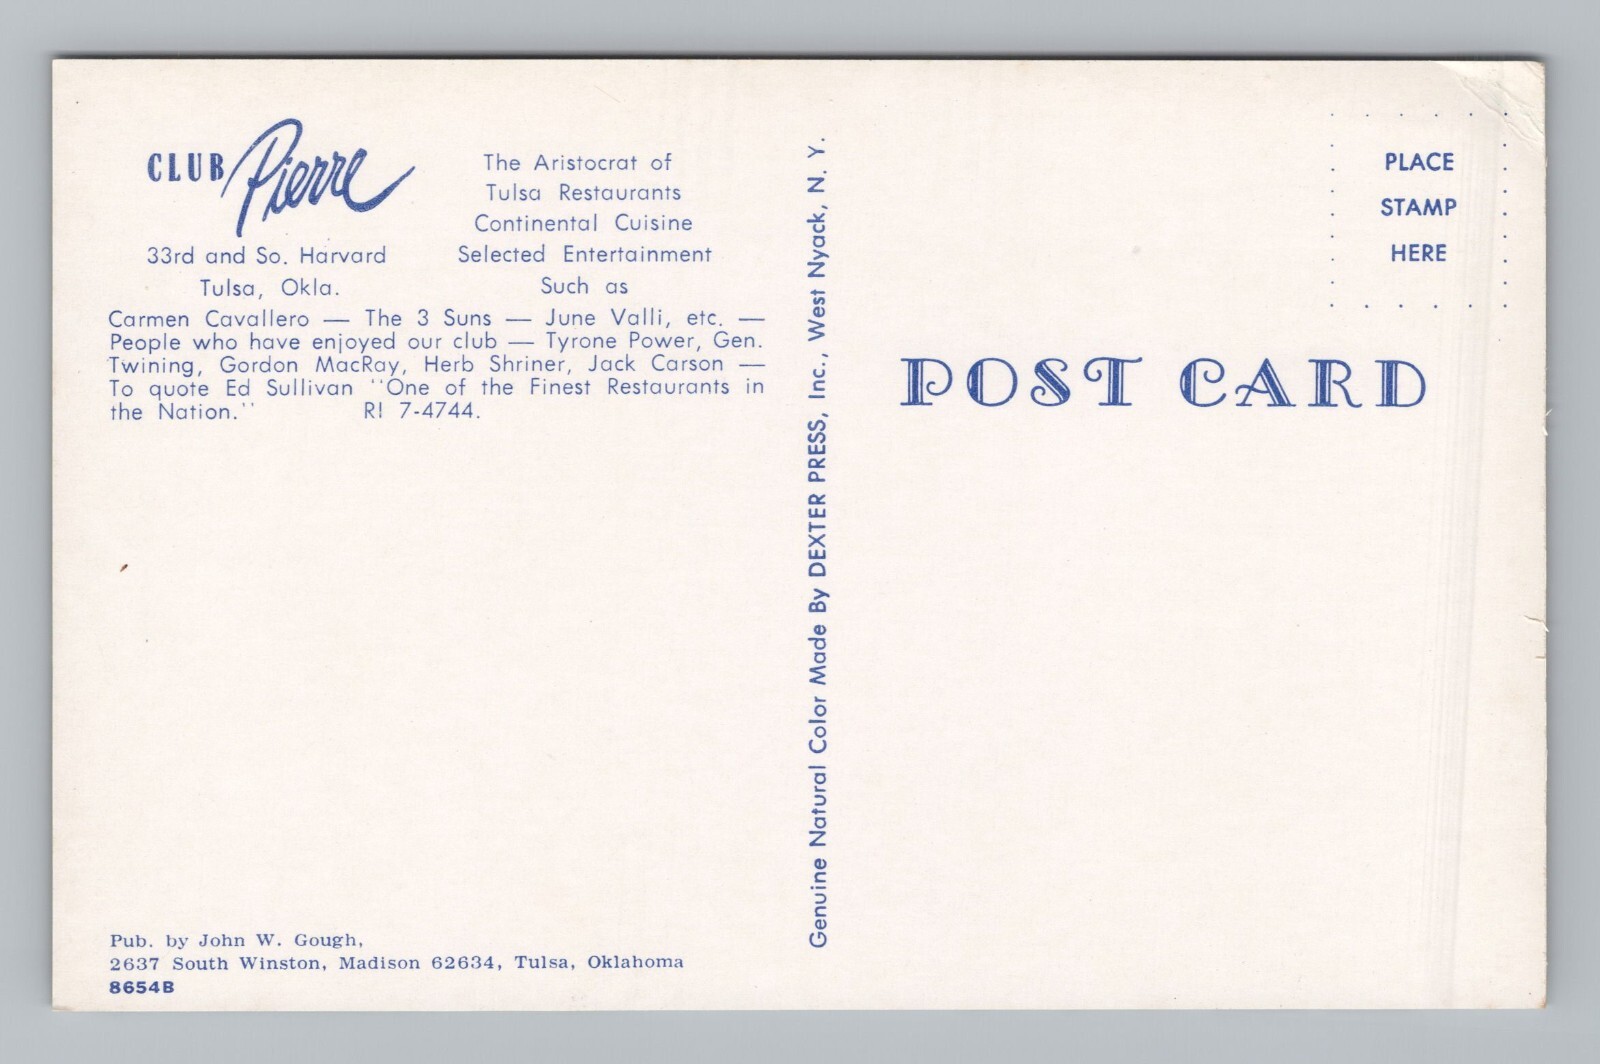 CLUB Pierre
33rd and So. Harvard
Tulsa, Okla.
The Aristocrat of
Tulsa Restaurants
Continental Cuisine
Selected Entertainment
Such as
Carmen Cavallero — The 3 Suns — June Valli, etc. —
People who have enjoyed our club — Tyrone Power, Gen.
Twining, Gordon MacRay, Herb Shriner, Jack Carson —
To quote Ed Sullivan "One of the Finest Restaurants in
the Nation." RI 7-4744.
Pub. by John W. Gough,
2637 South Winston, Madison 62634, Tulsa, Oklahoma
8654B
Genuine Natural Color Made By DEXTER PRESS, Inc., West Nyack, N. Y.
PLACE
STAMP
HERE
POST CARD